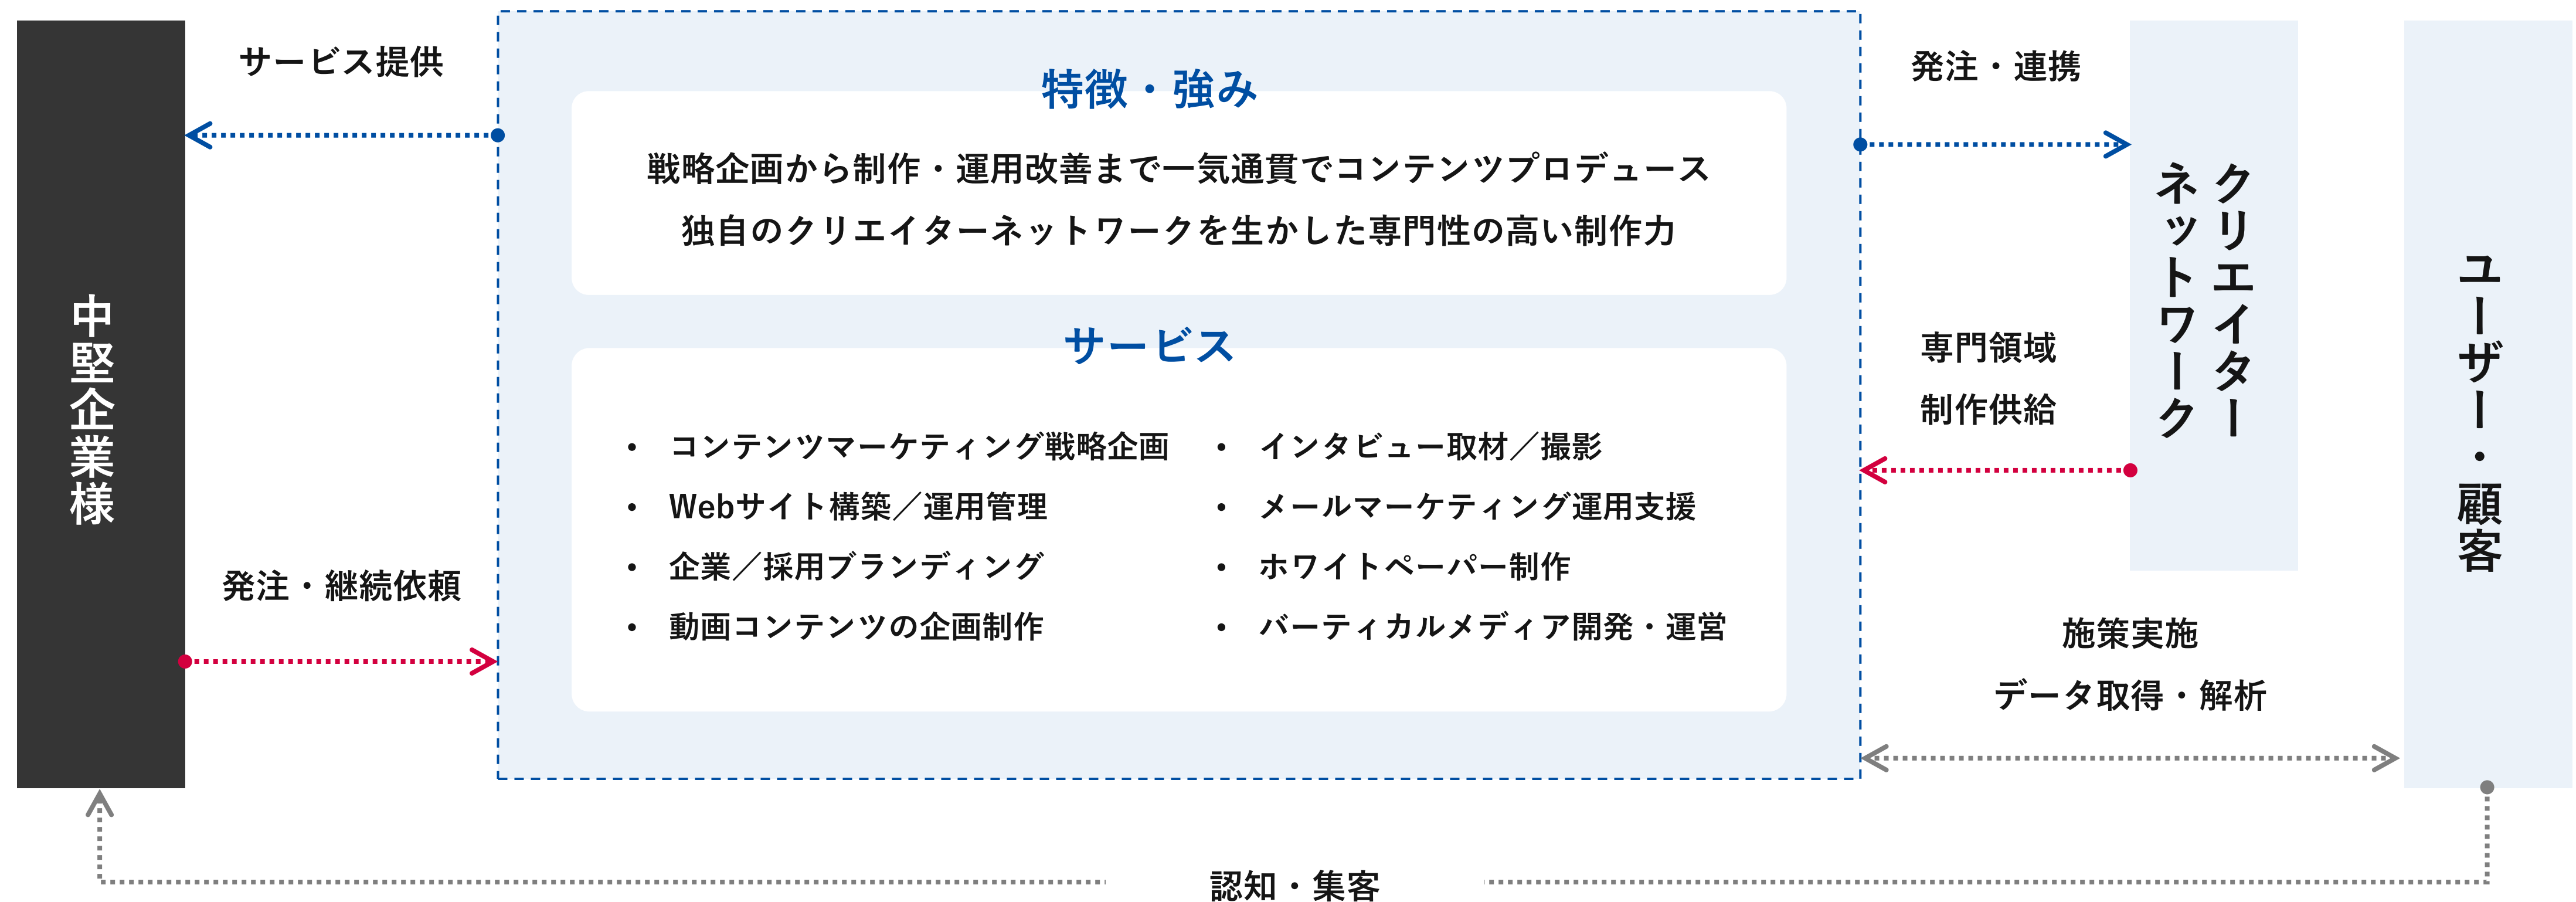 中堅企業様
サービス提供
発注・継続依頼
特徴・強み
戦略企画から制作・運用改善まで一気通貫でコンテンツプロデュース
独自のクリエイターネットワークを生かした専門性の高い制作力
サービス
• コンテンツマーケティング戦略企画
• Webサイト構築／運用管理
• 企業／採用ブランディング
• 動画コンテンツの企画制作
• インタビュー取材／撮影
• メールマーケティング運用支援
• ホワイトペーパー制作
• バーティカルメディア開発・運営
発注・連携
専門領域
制作供給
クリエイター
ネットワーク
施策実施
データ取得・解析
ユーザー・顧客
認知・集客